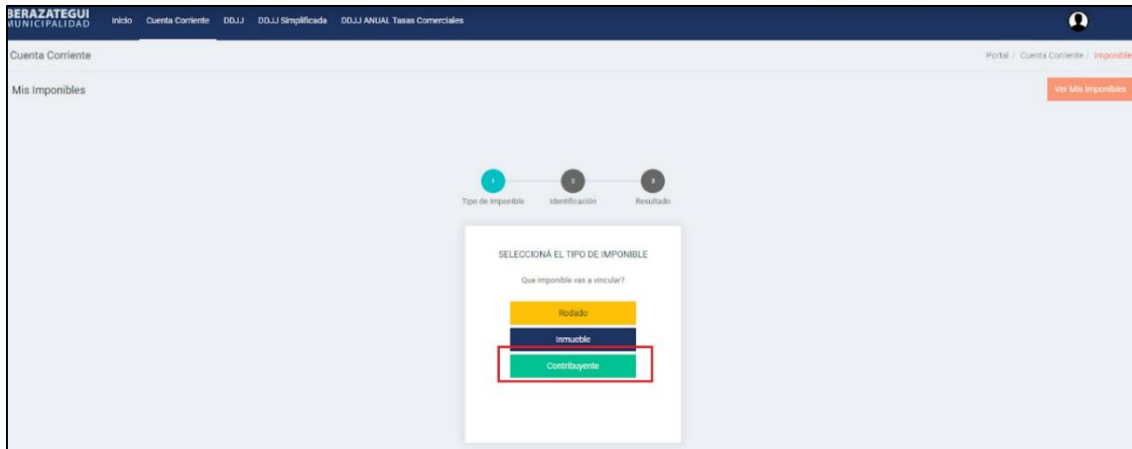 BERAZATEGUI
MUNICIPALIDAD
Inicio Cuenta Corriente DDJJ DDJJ Simplificada DDJJ ANUAL Tasas Comerciales
Cuenta Corriente
Portal / Cuenta Corriente / Imponible
Mis Imponibles
Ver Mis Imponibles
1 2 3
Tipo de Imponible Identificación Resultado
SELECCIONÁ EL TIPO DE IMPONIBLE
Que imponible vas a vincular?
Rodado
Inmueble
Contribuyente